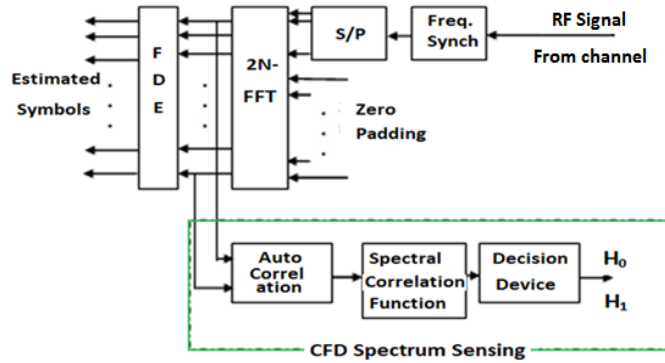 RF Signal
From channel
Freq.
Synch
S/P
2N-
FFT
F
D
E
Estimated
Symbols
Zero
Padding
Auto
Correl
ation
Spectral
Correlation
Function
Decision
Device
H₀
H₁
CFD Spectrum Sensing